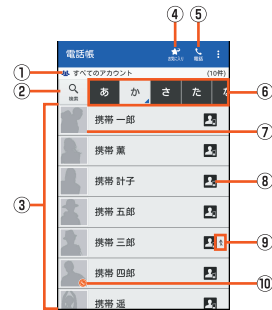 ④ ⑤
電話帳 お気に入り 電話
① すべてのアカウント (10件)
② 検索 あ か さ た な ⑥
携帯 一郎 ⑦
携帯 薫
③ 携帯 計子 ⑧
携帯 五郎
携帯 三郎 ⑨
携帯 四郎 ⑩
携帯 遥